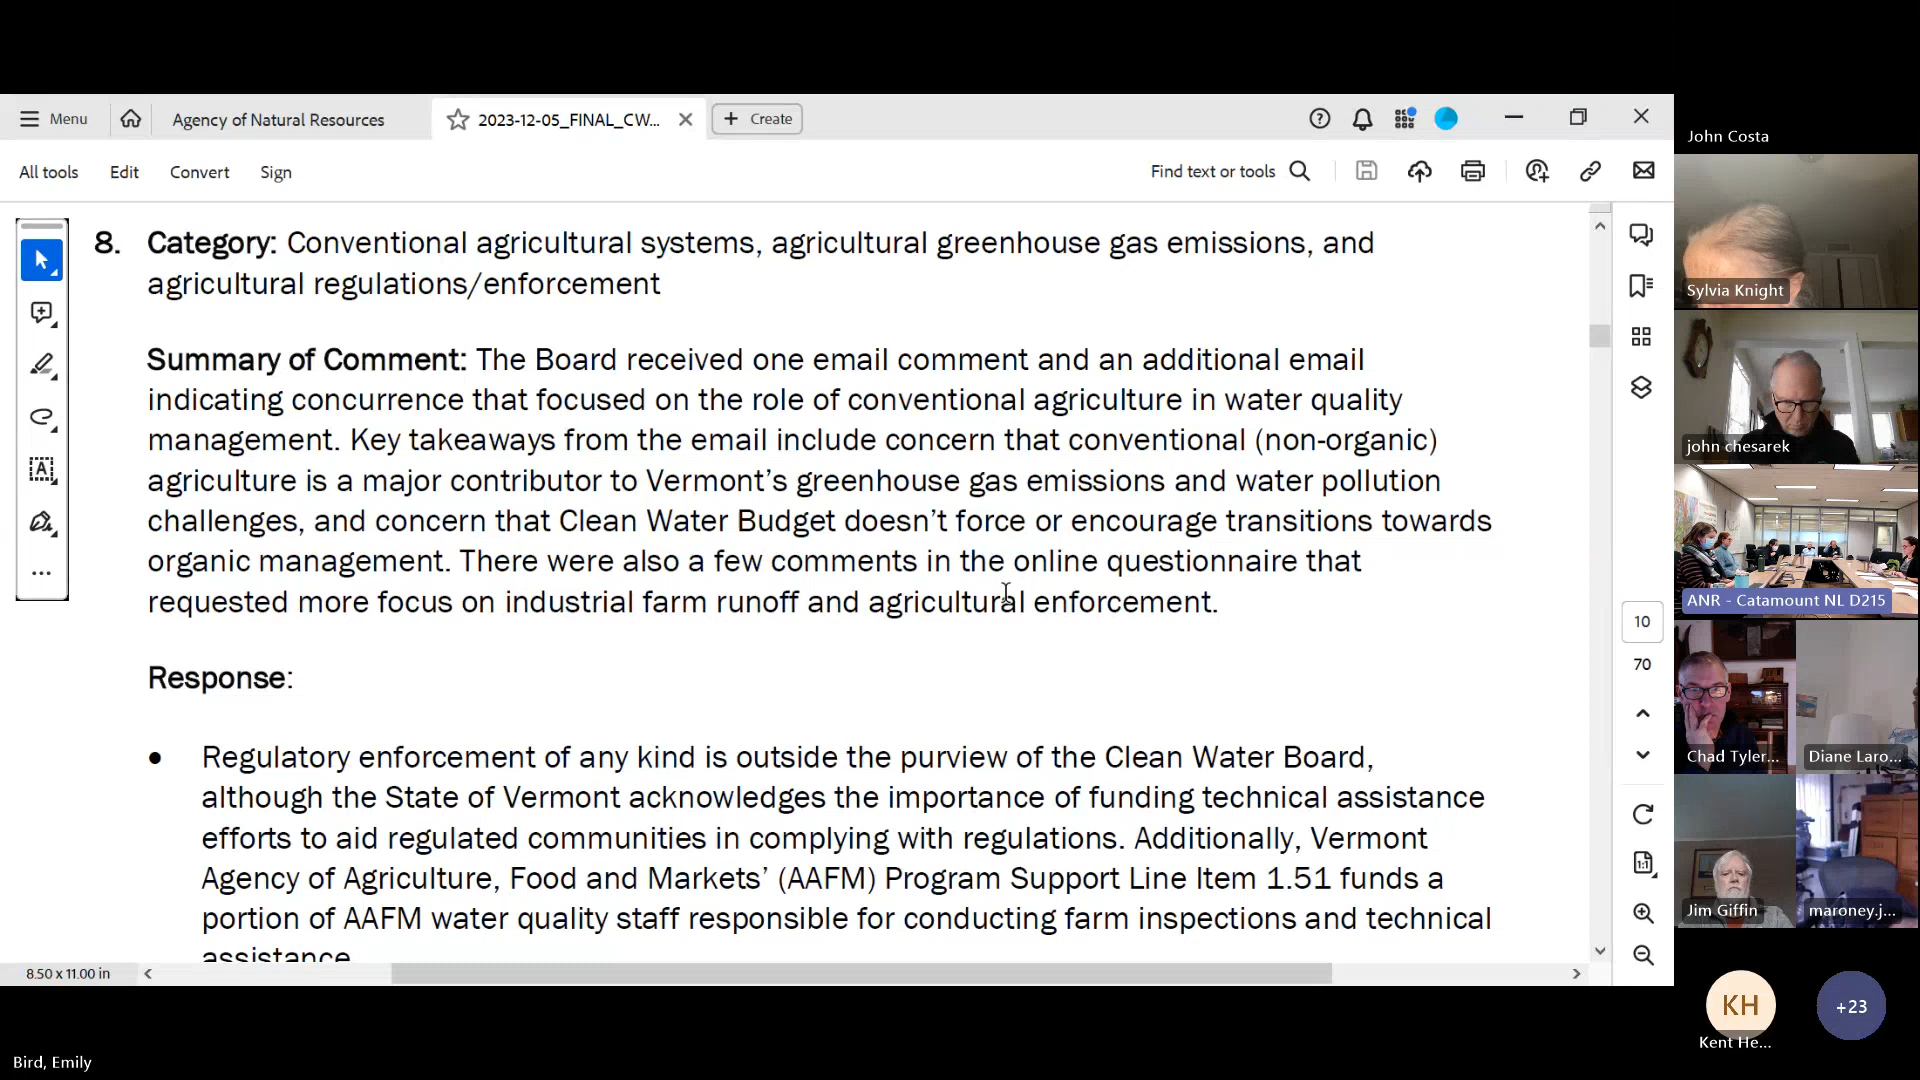 Menu
Agency of Natural Resources
2023-12-05_FINAL_CW...
Create
All tools
Edit
Convert
Sign
Find text or tools
8. Category: Conventional agricultural systems, agricultural greenhouse gas emissions, and
agricultural regulations/enforcement
Summary of Comment: The Board received one email comment and an additional email
indicating concurrence that focused on the role of conventional agriculture in water quality
management. Key takeaways from the email include concern that conventional (non-organic)
agriculture is a major contributor to Vermont's greenhouse gas emissions and water pollution
challenges, and concern that Clean Water Budget doesn't force or encourage transitions towards
organic management. There were also a few comments in the online questionnaire that
requested more focus on industrial farm runoff and agricultural enforcement.
Response:
• Regulatory enforcement of any kind is outside the purview of the Clean Water Board,
although the State of Vermont acknowledges the importance of funding technical assistance
efforts to aid regulated communities in complying with regulations. Additionally, Vermont
Agency of Agriculture, Food and Markets' (AAFM) Program Support Line Item 1.51 funds a
portion of AAFM water quality staff responsible for conducting farm inspections and technical
assistance.
10
70
1:1
8.50 x 11.00 in
John Costa
Sylvia Knight
john chesarek
ANR - Catamount NL D215
Chad Tyler...
Diane Laro...
Jim Giffin
maroney.j...
KH
Kent He...
+23
Bird, Emily